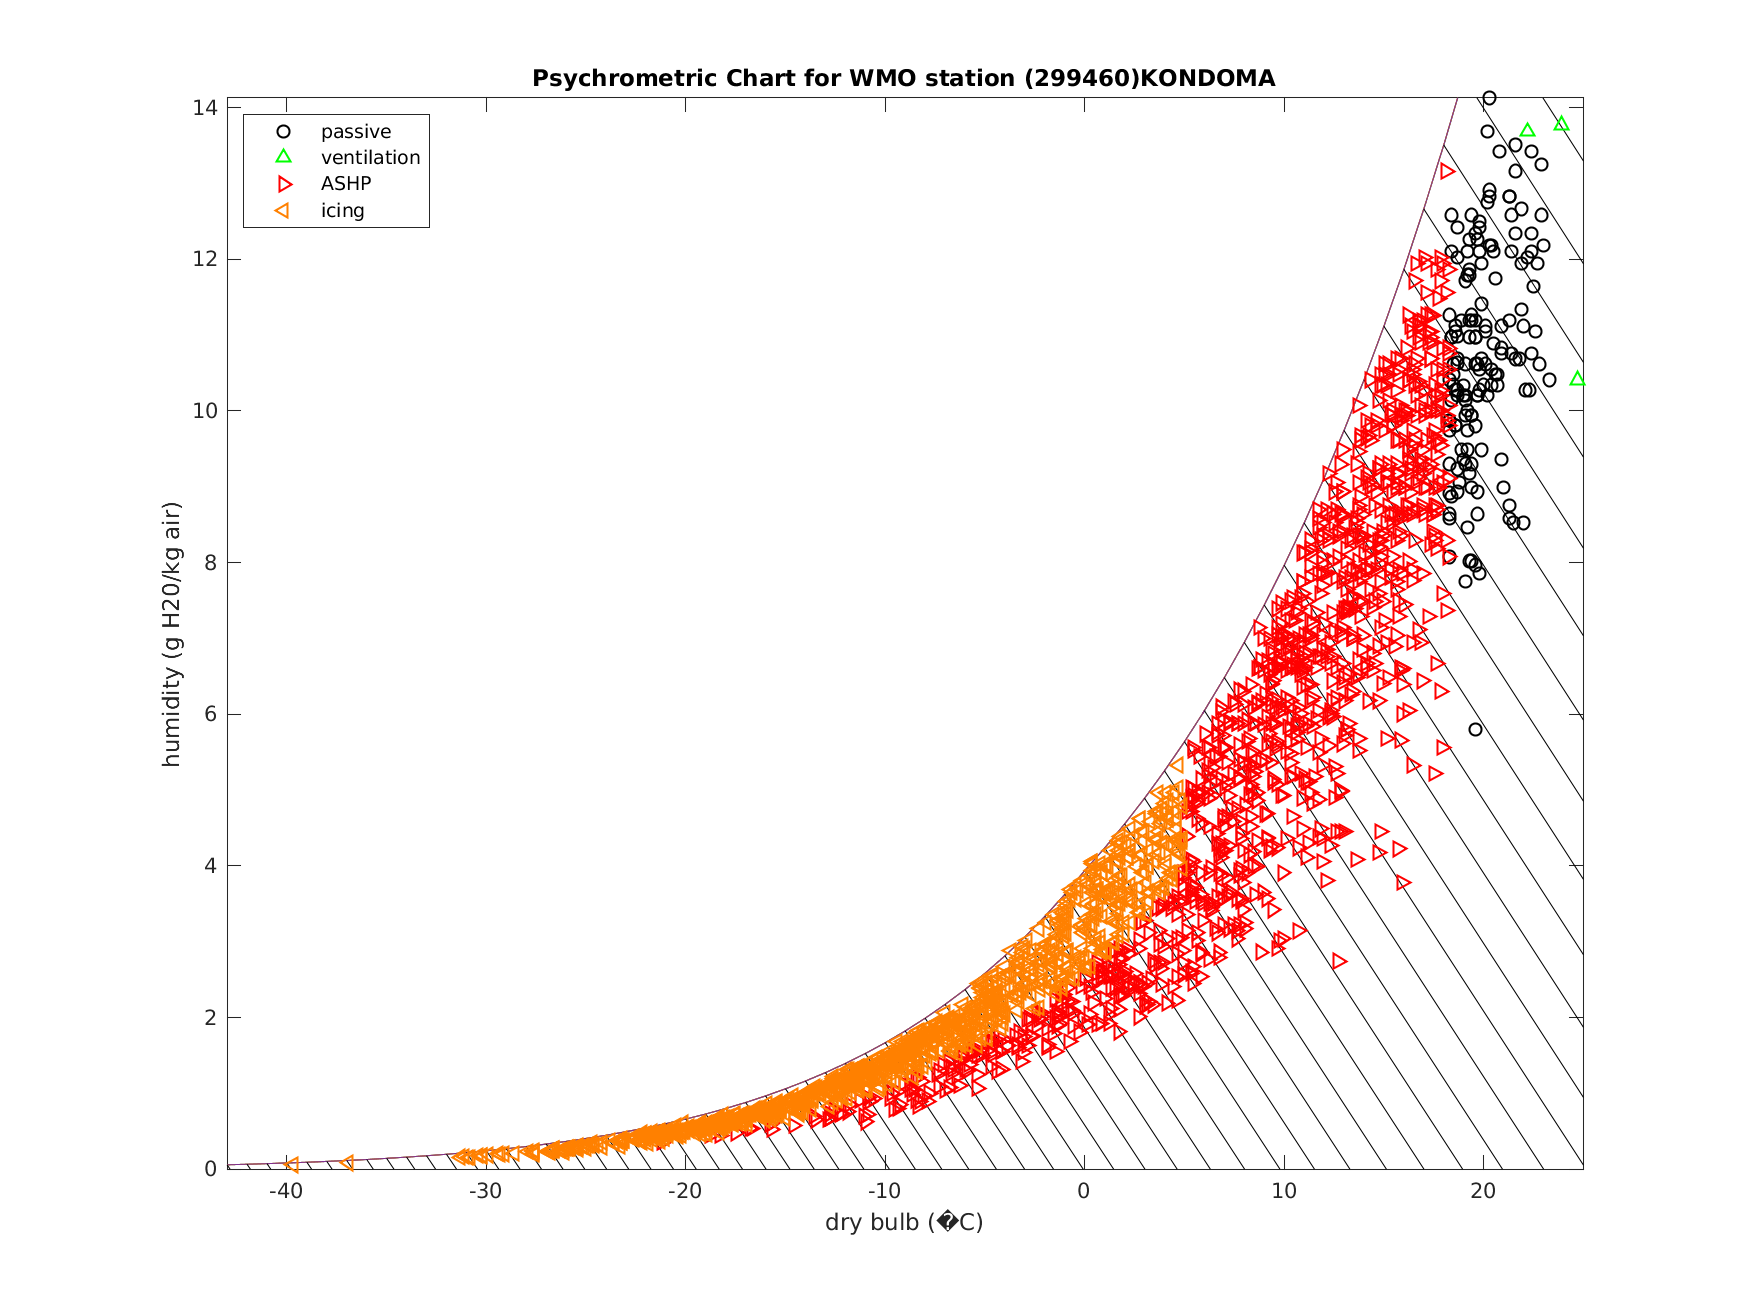 Psychrometric Chart for WMO station (299460)KONDOMA
passive
ventilation
ASHP
icing
14
12
10
8
6
4
2
0
humidity (g H20/kg air)
-40
-30
-20
-10
0
10
20
dry bulb (�C)